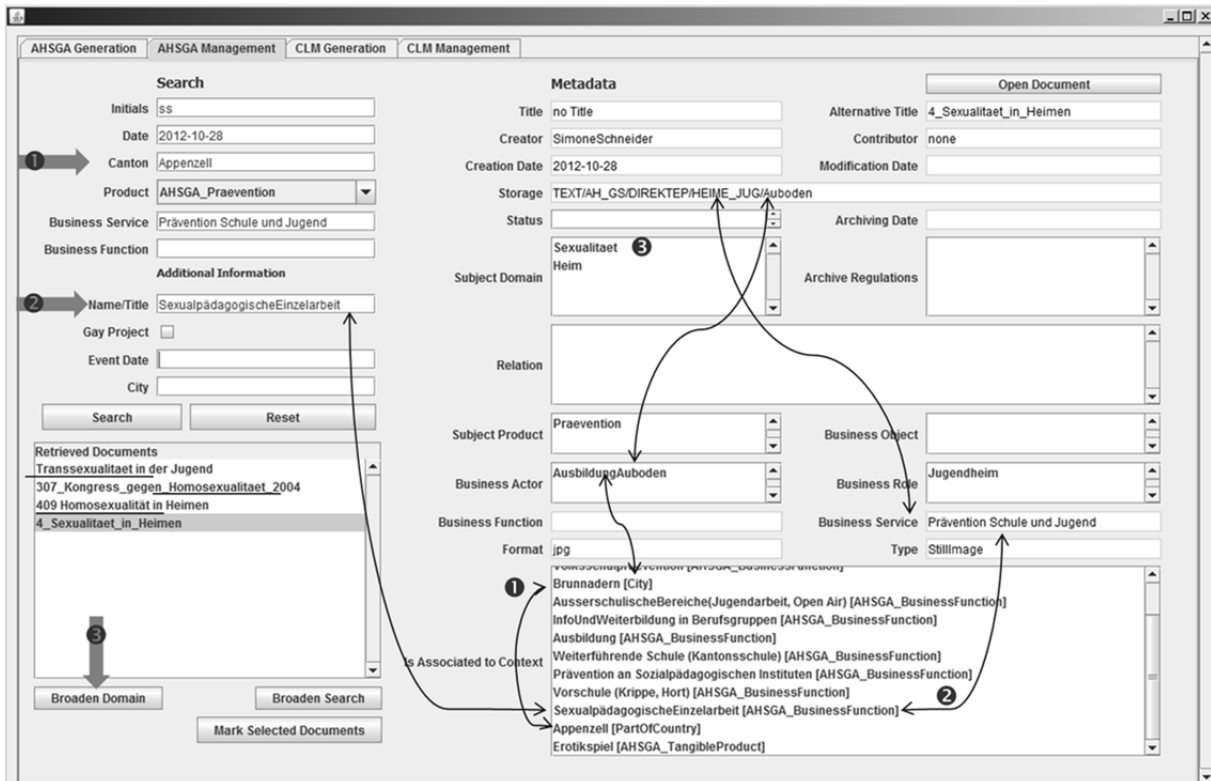 AHSGA Generation AHSGA Management CLM Generation CLM Management
Search
Initials ss
Date 2012-10-28
1 Canton Appenzell
Product AHSGA_Praevention
Business Service Prävention Schule und Jugend
Business Function
Additional Information
2 Name/Title SexualpädagogischeEinzelarbeit
Gay Project
Event Date
City
Search Reset
Retrieved Documents
Transsexualitaet in der Jugend
307_Kongress_gegen_Homosexualitaet_2004
409 Homosexualität in Heimen
4_Sexualitaet_in_Heimen
3
Broaden Domain Broaden Search
Mark Selected Documents
Metadata Open Document
Title no Title Alternative Title 4_Sexualitaet_in_Heimen
Creator SimoneSchneider Contributor none
Creation Date 2012-10-28 Modification Date
Storage TEXT/AH_GS/DIREKTEP/HEIME_JUG/Auboden
Status Archiving Date
Sexualitaet 3
Heim
Subject Domain Archive Regulations
Relation
Subject Product Praevention Business Object
Business Actor AusbildungAuboden Business Role Jugendheim
Business Function Business Service Prävention Schule und Jugend
Format jpg Type StillImage
Volksschulprävention [AHSGA_BusinessFunction]
1 Brunnadern [City]
AusserschulischeBereiche(Jugendarbeit, Open Air) [AHSGA_BusinessFunction]
InfoUndWeiterbildung in Berufsgruppen [AHSGA_BusinessFunction]
Ausbildung [AHSGA_BusinessFunction]
Is Associated to Context Weiterführende Schule (Kantonsschule) [AHSGA_BusinessFunction]
Prävention an Sozialpädagogischen Instituten [AHSGA_BusinessFunction]
Vorschule (Krippe, Hort) [AHSGA_BusinessFunction]
SexualpädagogischeEinzelarbeit [AHSGA_BusinessFunction] 2
Appenzell [PartOfCountry]
Erotikspiel [AHSGA_TangibleProduct]